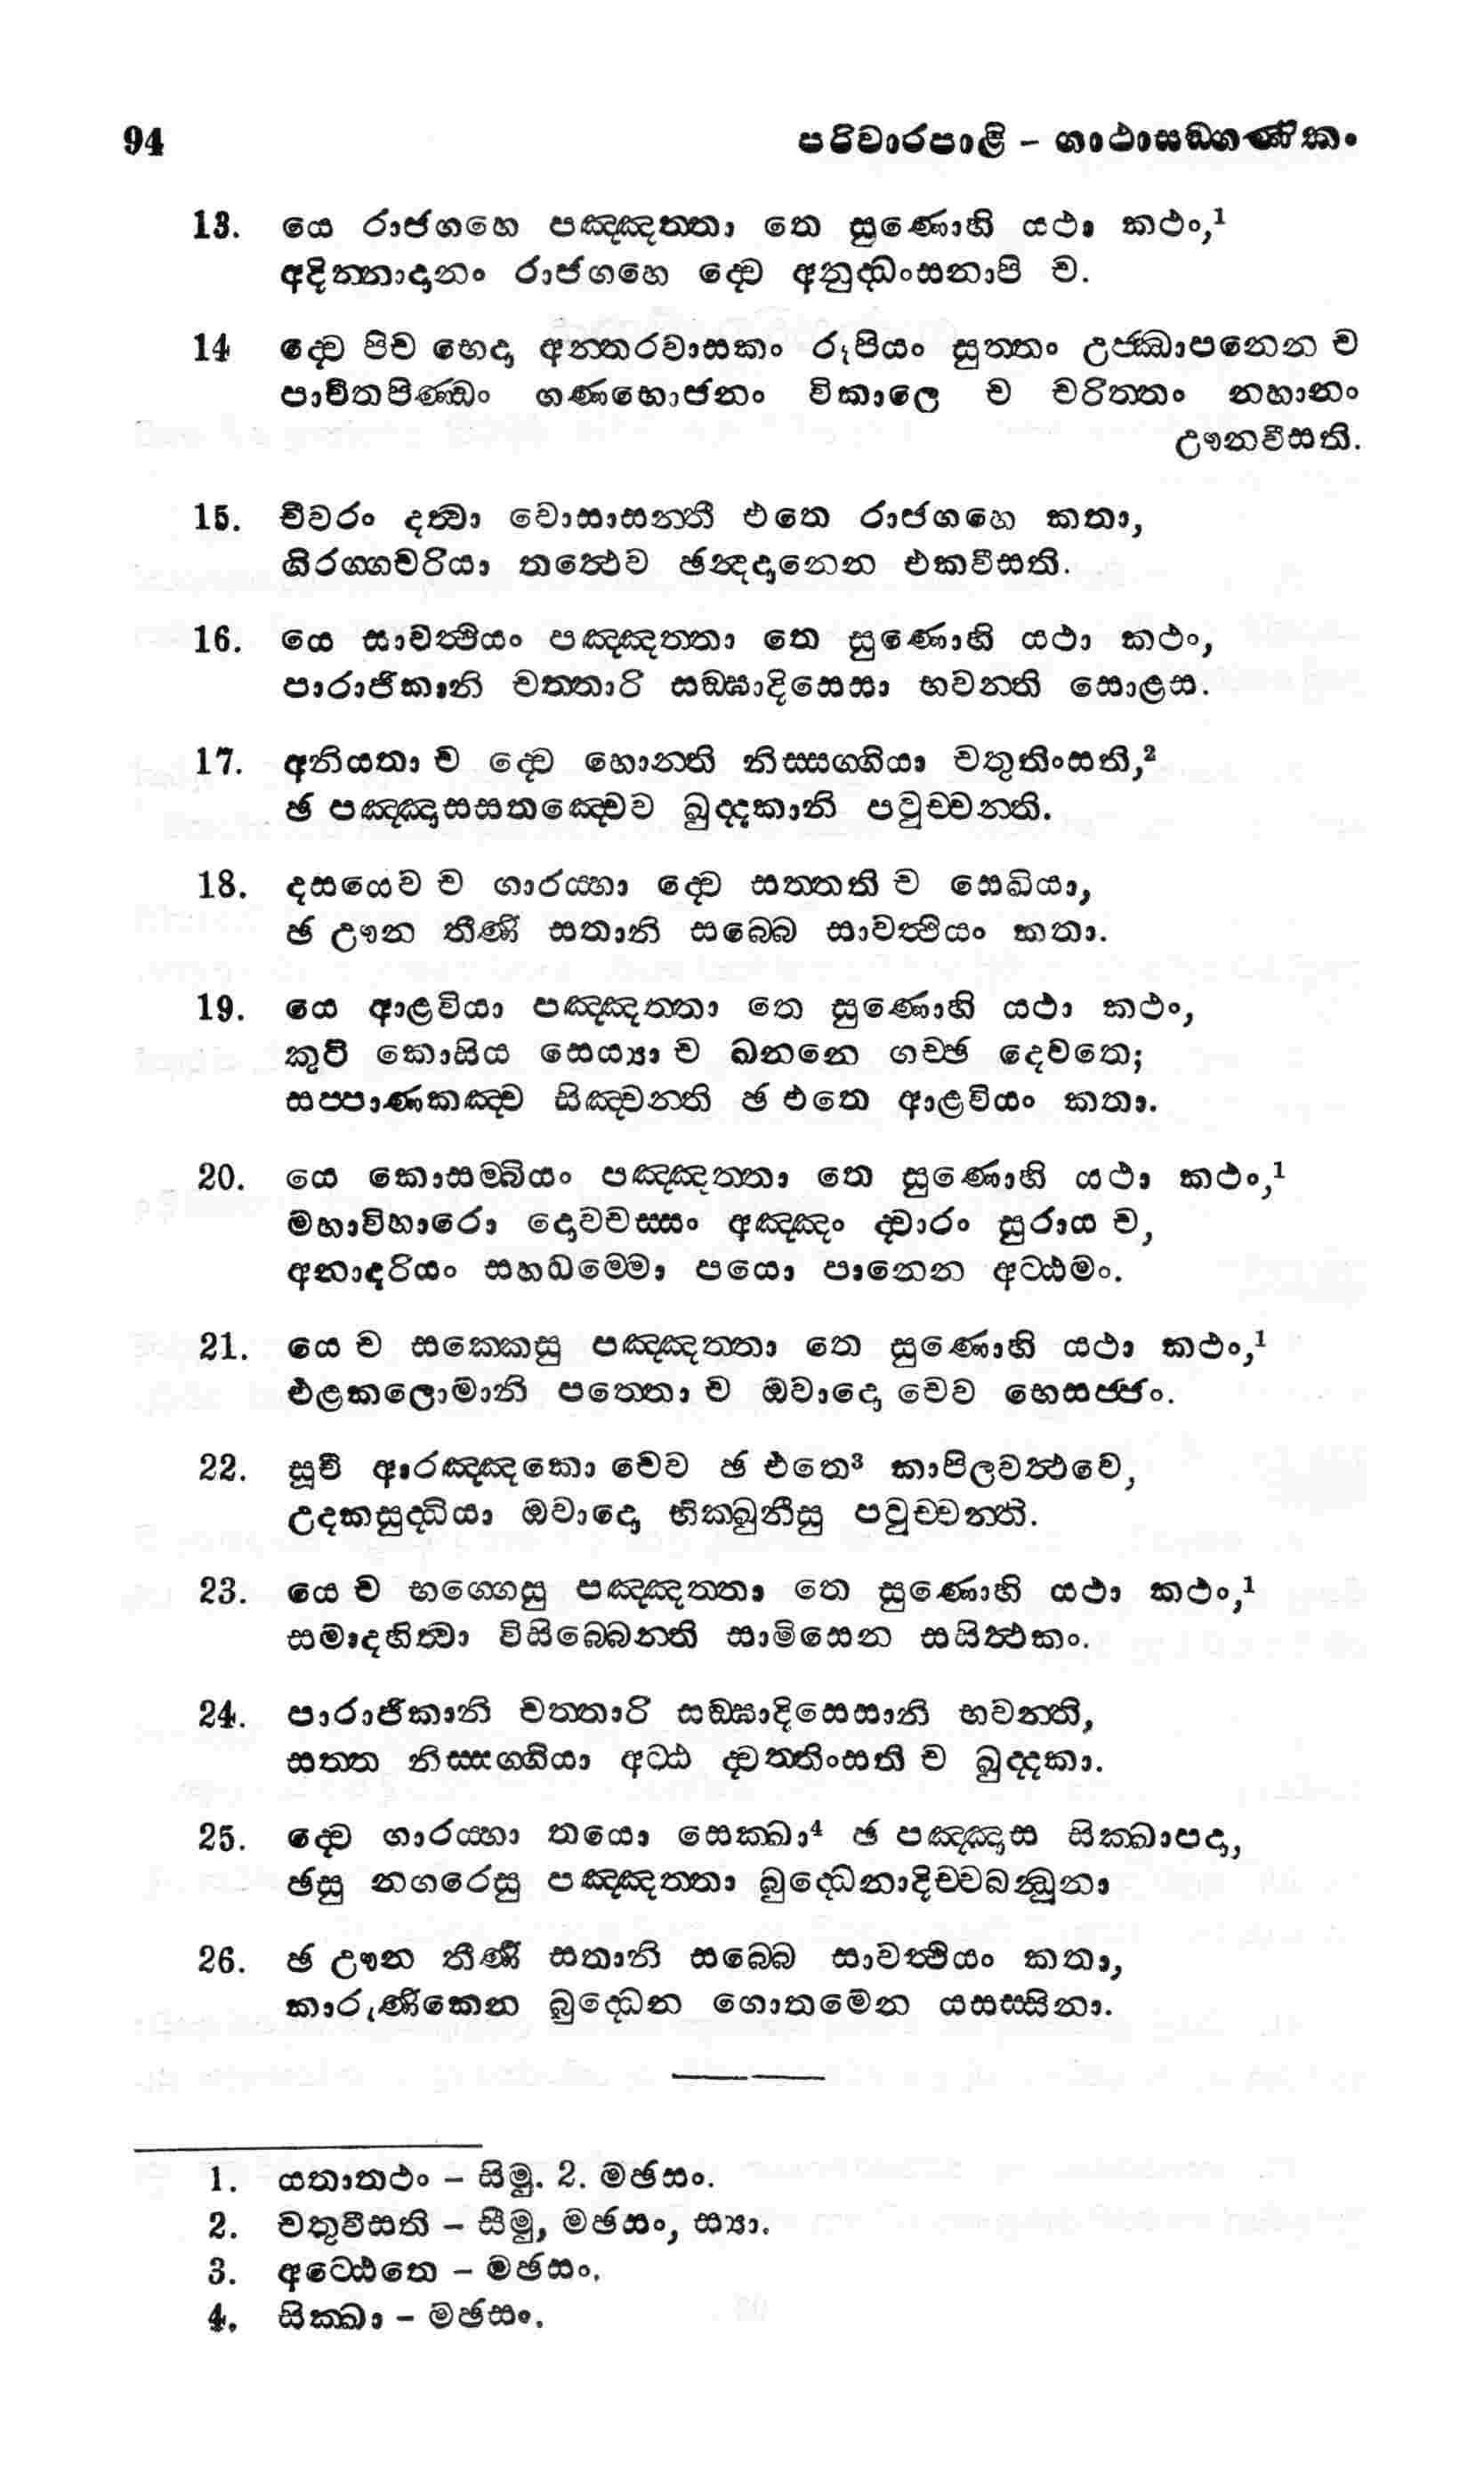 94
පරිවාරපාළි – ගාථාසඞ්ගණිකං
13. යෙ රාජගහෙ පඤ්ඤත්තා තෙ සුණොහි යථා කථං,¹
අදින්නාදානං රාජගහෙ ද්වෙ අනුද්ධංසනාපි ච.
14 ද්වෙ පිච භෙදා අන්තරවාසකං රූපියං සුත්තං උජ්ඣාපනෙන ච
පාචිතපිණ්ඩං ගණභොජනං විකාලෙ ච චරිත්තං නහානං
ඌනවීසති.
15. චීවරං දත්වා වොසාසන්තී එතෙ රාජගහෙ කතා,
ගිරග්ගචරියා තත්ථෙව ඡන්දදානෙන එකවීසති.
16. යෙ සාවත්ථියං පඤ්ඤත්තා තෙ සුණොහි යථා කථං,
පාරාජිකානි චත්තාරි සඞ්ඝාදිසෙසා භවන්ති සොළස.
17. අනියතා ච ද්වෙ හොන්ති නිස්සග්ගියා චතුතිංසති,²
ඡ පඤ්ඤාසසතඤ්චෙව ඛුද්දකානි පවුච්චන්ති.
18. දසයෙව ච ගාරය්හා ද්වෙ සත්තති ච සෙඛියා,
ඡ ඌන තීණි සතානි සබ්බෙ සාවත්ථියං කතා.
19. යෙ ආළවියා පඤ්ඤත්තා තෙ සුණොහි යථා කථං,
කුටි කොසිය සෙය්‍යා ච ඛනනෙ ගච්ඡ දෙවතෙ;
සප්පාණකඤ්ච සිඤ්චන්ති ඡ එතෙ ආළවියං කතා.
20. යෙ කොසම්බියං පඤ්ඤත්තා තෙ සුණොහි යථා කථං,¹
මහාවිහාරො දොවචස්සං අඤ්ඤං ද්වාරං සුරාය ච,
අනාදරියං සහධම්මො පයො පානෙන අට්ඨමං.
21. යෙ ච සක්කෙසු පඤ්ඤත්තා තෙ සුණොහි යථා කථං,¹
එළකලොමානි පත්තො ච ඔවාදො චෙව භෙසජ්ජං.
22. සූචි ආරඤ්ඤකො චෙව ඡ එතෙ³ කාපිලවත්ථවෙ,
උදකසුද්ධියා ඔවාදො භික්ඛුනීසු පවුච්චන්ති.
23. යෙ ච භග්ගෙසු පඤ්ඤත්තා තෙ සුණොහි යථා කථං,¹
සමාදහිත්වා විසිබ්බෙන්ති සාමිසෙන සසිත්ථකං.
24. පාරාජිකානි චත්තාරි සඞ්ඝාදිසෙසානි භවන්ති,
සත්ත නිස්සග්ගියා අට්ඨ ද්වත්තිංසති ච ඛුද්දකා.
25. ද්වෙ ගාරය්හා තයො සෙක්ඛා⁴ ඡ පඤ්ඤාස සික්ඛාපදා,
ඡසු නගරෙසු පඤ්ඤත්තා බුද්ධෙනාදිච්චබන්ධුනා
26. ඡ ඌන තීණි සතානි සබ්බෙ සාවත්ථියං කතා,
කාරුණිකෙන බුද්ධෙන ගොතමෙන යසස්සිනා.
1. යතාතථං – සිමු. 2. මඡසං.
2. චතුවීසති – සීමු, මඡසං, ස්‍යා.
3. අට්ඨෙතෙ – මඡසං.
4. සික්ඛා – මඡසං.